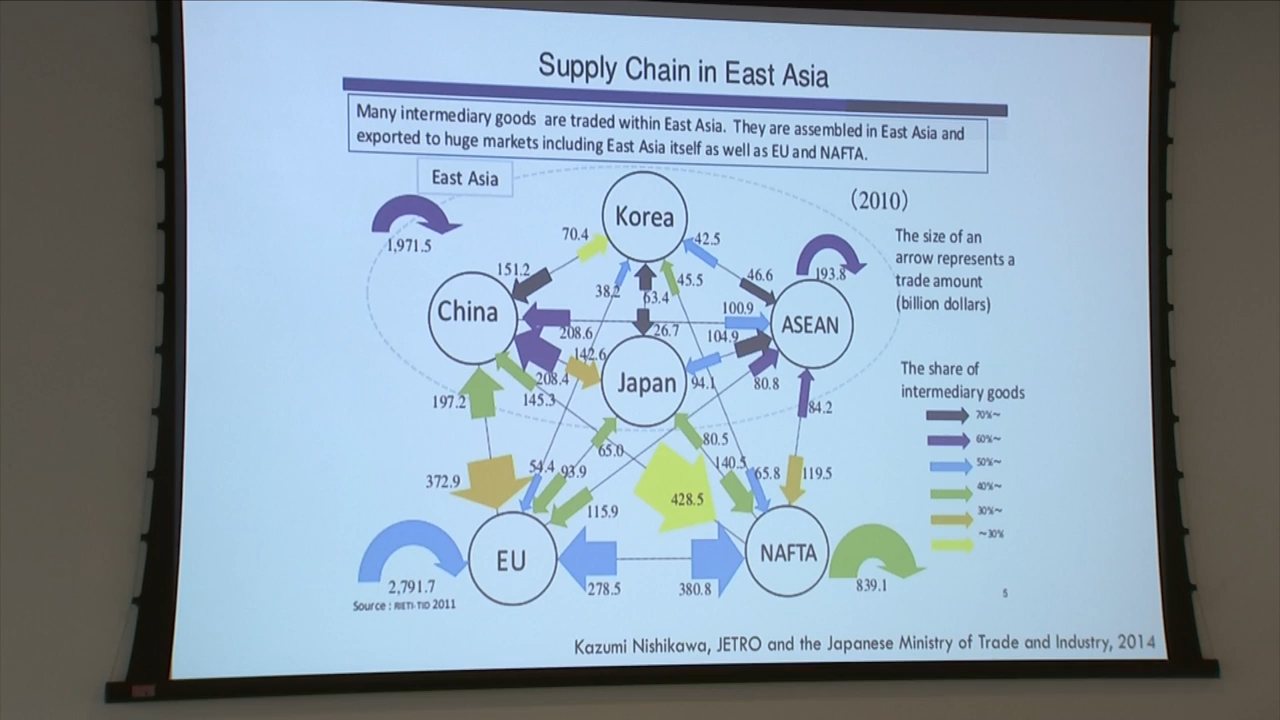 Supply Chain in East Asia
Many intermediary goods are traded within East Asia. They are assembled in East Asia and
exported to huge markets including East Asia itself as well as EU and NAFTA.
East Asia
(2010)
1,971.5
Korea
70.4
42.5
The size of an
arrow represents a
trade amount
(billion dollars)
151.2
38.2
63.4
45.5
46.6
193.8
China
208.6
26.7
100.9
104.9
ASEAN
142.6
208.4
Japan
94.1
80.8
The share of
intermediary goods
197.2
145.3
84.2
70%~
60%~
50%~
40%~
30%~
~30%
65.0
80.5
372.9
54.4
93.9
140.5
65.8
119.5
428.5
115.9
EU
NAFTA
2,791.7
278.5
380.8
839.1
Source : RIETI-TID 2011
5
Kazumi Nishikawa, JETRO and the Japanese Ministry of Trade and Industry, 2014